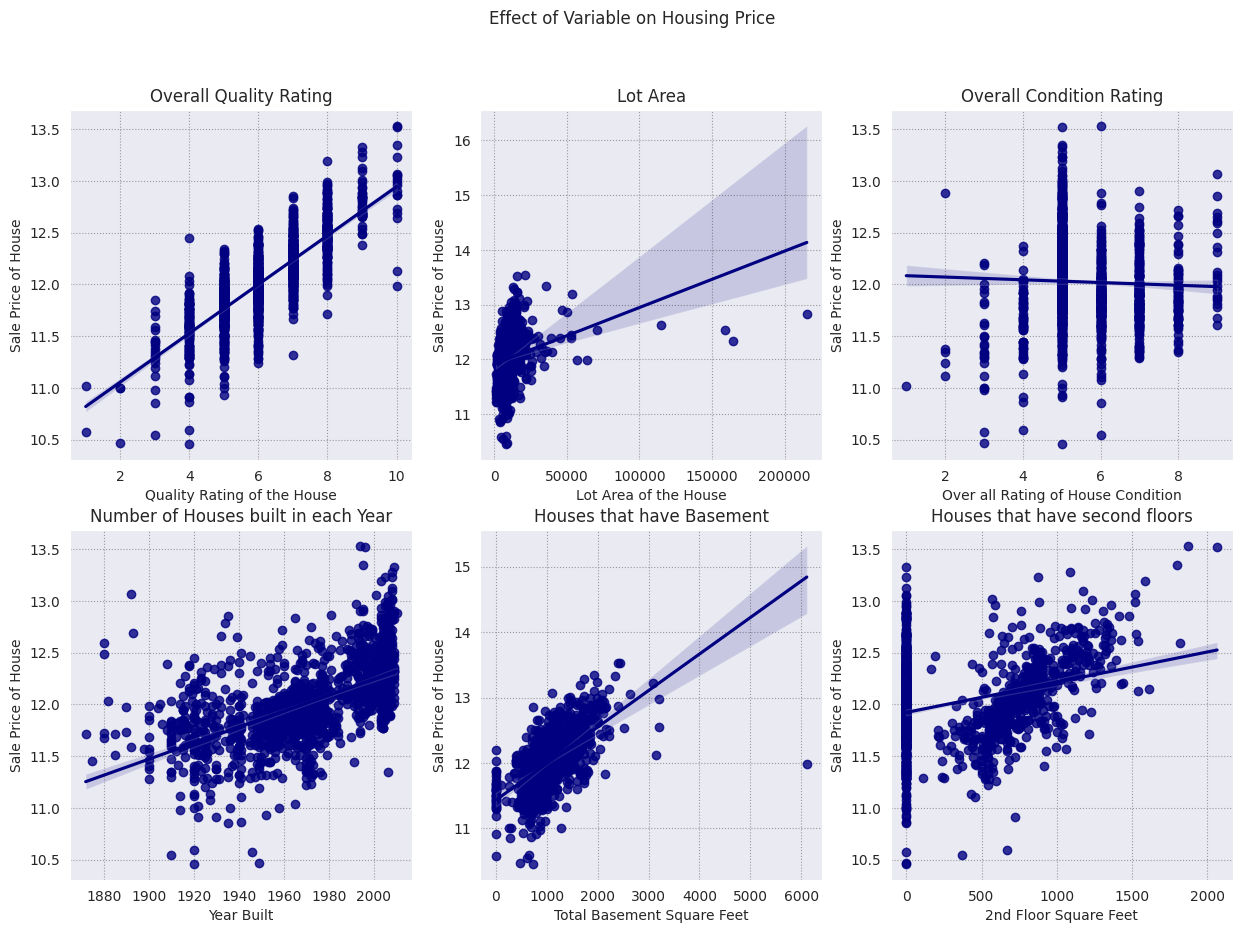 Effect of Variable on Housing Price
Overall Quality Rating
Sale Price of House
13.5
13.0
12.5
12.0
11.5
11.0
10.5
2 4 6 8 10
Quality Rating of the House
Lot Area
Sale Price of House
16
15
14
13
12
11
0 50000 100000 150000 200000
Lot Area of the House
Overall Condition Rating
Sale Price of House
13.5
13.0
12.5
12.0
11.5
11.0
10.5
2 4 6 8
Over all Rating of House Condition
Number of Houses built in each Year
Sale Price of House
13.5
13.0
12.5
12.0
11.5
11.0
10.5
1880 1900 1920 1940 1960 1980 2000
Year Built
Houses that have Basement
Sale Price of House
15
14
13
12
11
0 1000 2000 3000 4000 5000 6000
Total Basement Square Feet
Houses that have second floors
Sale Price of House
13.5
13.0
12.5
12.0
11.5
11.0
10.5
0 500 1000 1500 2000
2nd Floor Square Feet